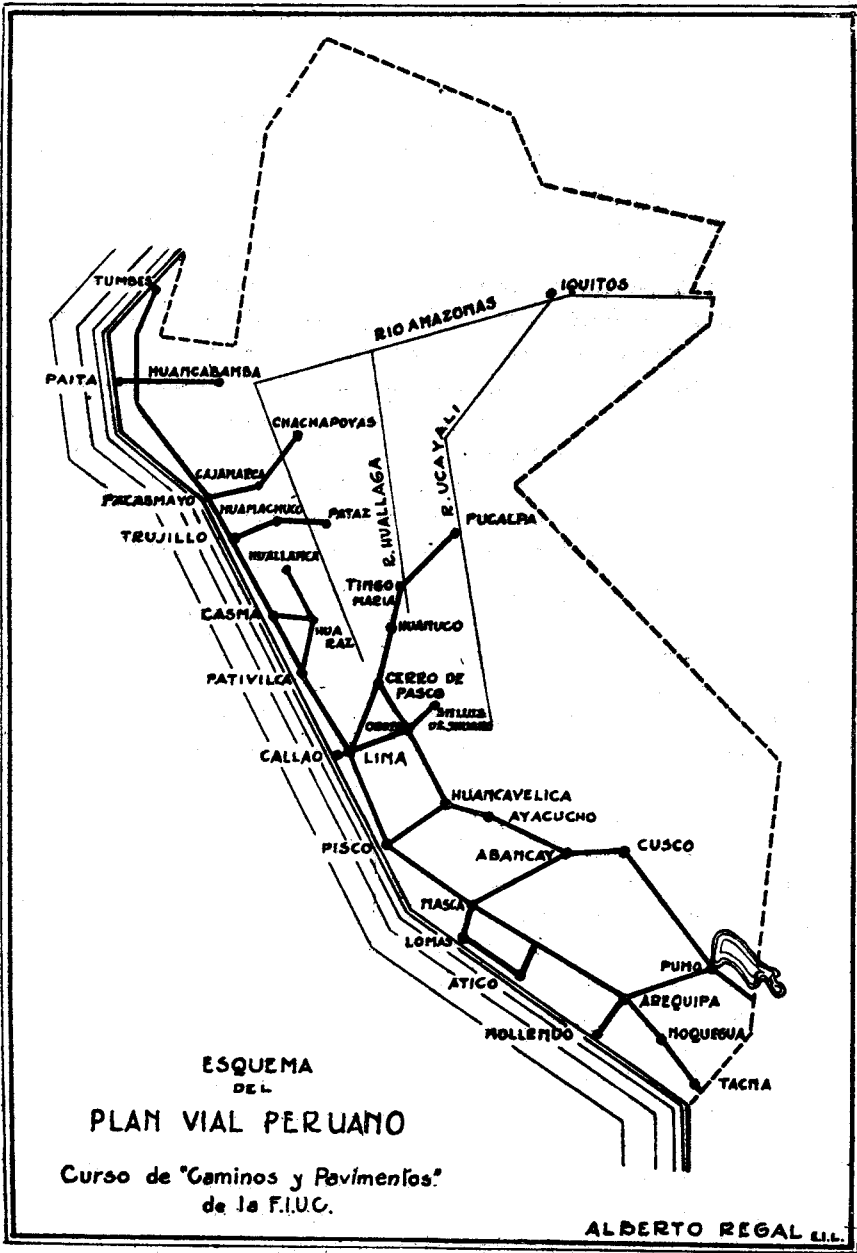 TUMBES
IQUITOS
RIO AMAZONAS
PAITA
HUANCABAMBA
CHACHAPOYAS
CAJAMARCA
R. HUALLAGA
R. UCAYALI
PACASMAYO
HUAMACHUCO
PATAZ
TRUJILLO
PUCALPA
HUALLANCA
TINGO
MARIA
CASMA
HUA
RAZ
HUANUCO
PATIVILCA
CERRO DE
PASCO
CALLAO
LIMA
HUANCAVELICA
AYACUCHO
PISCO
ABANCAY
CUSCO
NASCA
LOMAS
PUNO
ATICO
AREQUIPA
MOLLENDO
MOQUEGUA
TACNA
ESQUEMA
DEL
PLAN VIAL PERUANO
Curso de "Caminos y Pavimentos."
de la F.I.U.C.
ALBERTO REGAL